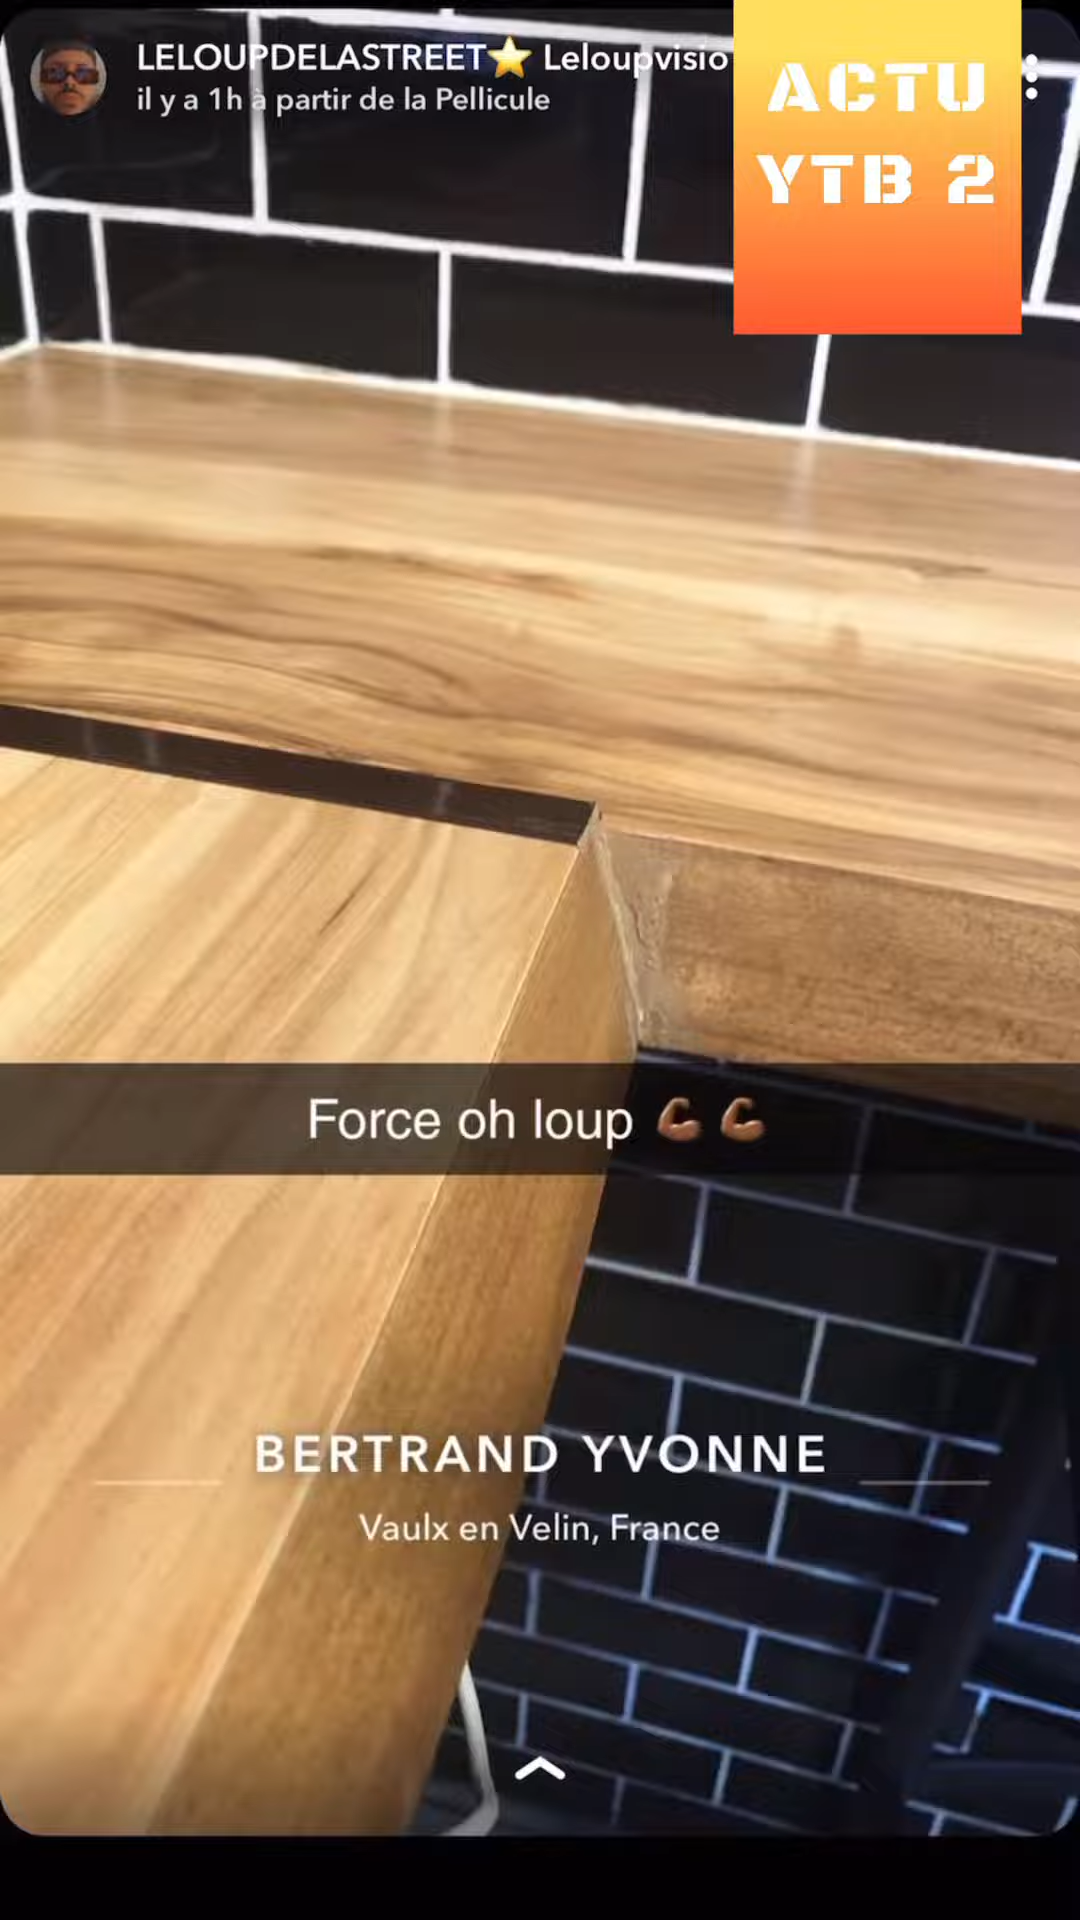 LELOUPDELASTREET⭐ Leloupvisio
il y a 1h à partir de la Pellicule
ACTU
YTB 2
Force oh loup 💪🏾 💪🏾
BERTRAND YVONNE
Vaulx en Velin, France